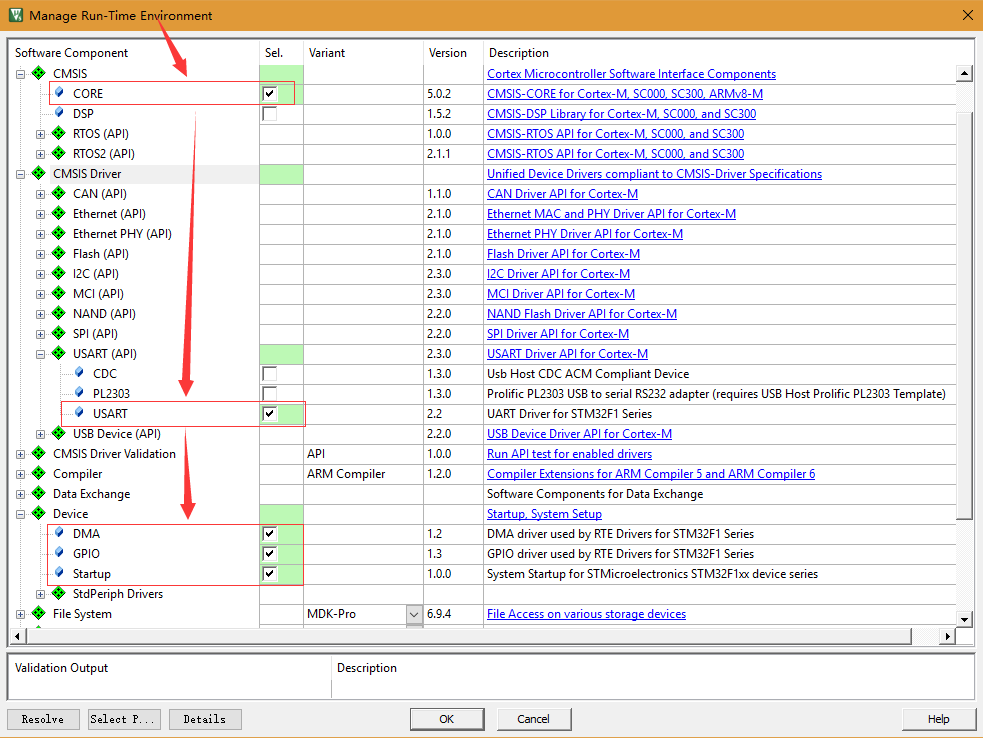 Manage Run-Time Environment
Software Component Sel. Variant Version Description
CMSIS Cortex Microcontroller Software Interface Components
CORE 5.0.2 CMSIS-CORE for Cortex-M, SC000, SC300, ARMv8-M
DSP 1.5.2 CMSIS-DSP Library for Cortex-M, SC000, and SC300
RTOS (API) 1.0.0 CMSIS-RTOS API for Cortex-M, SC000, and SC300
RTOS2 (API) 2.1.1 CMSIS-RTOS API for Cortex-M, SC000, and SC300
CMSIS Driver Unified Device Drivers compliant to CMSIS-Driver Specifications
CAN (API) 1.1.0 CAN Driver API for Cortex-M
Ethernet (API) 2.1.0 Ethernet MAC and PHY Driver API for Cortex-M
Ethernet PHY (API) 2.1.0 Ethernet PHY Driver API for Cortex-M
Flash (API) 2.1.0 Flash Driver API for Cortex-M
I2C (API) 2.3.0 I2C Driver API for Cortex-M
MCI (API) 2.3.0 MCI Driver API for Cortex-M
NAND (API) 2.2.0 NAND Flash Driver API for Cortex-M
SPI (API) 2.2.0 SPI Driver API for Cortex-M
USART (API) 2.3.0 USART Driver API for Cortex-M
CDC 1.3.0 Usb Host CDC ACM Compliant Device
PL2303 1.3.0 Prolific PL2303 USB to serial RS232 adapter (requires USB Host Prolific PL2303 Template)
USART 2.2 UART Driver for STM32F1 Series
USB Device (API) 2.2.0 USB Device Driver API for Cortex-M
CMSIS Driver Validation API 1.0.0 Run API test for enabled drivers
Compiler ARM Compiler 1.2.0 Compiler Extensions for ARM Compiler 5 and ARM Compiler 6
Data Exchange Software Components for Data Exchange
Device Startup, System Setup
DMA 1.2 DMA driver used by RTE Drivers for STM32F1 Series
GPIO 1.3 GPIO driver used by RTE Drivers for STM32F1 Series
Startup 1.0.0 System Startup for STMicroelectronics STM32F1xx device series
StdPeriph Drivers
File System MDK-Pro 6.9.4 File Access on various storage devices
Validation Output Description
Resolve Select P... Details OK Cancel Help